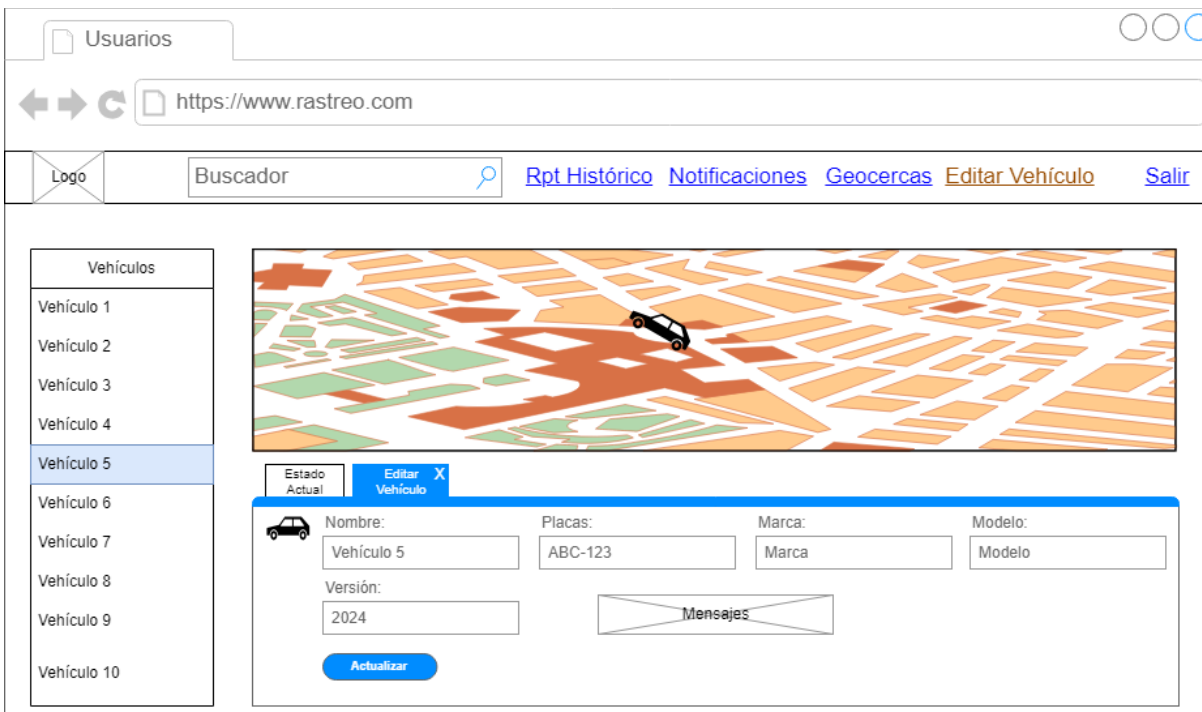 Usuarios
https://www.rastreo.com
Logo
Buscador
Rpt Histórico Notificaciones Geocercas Editar Vehículo Salir
Vehículos
Vehículo 1
Vehículo 2
Vehículo 3
Vehículo 4
Vehículo 5
Vehículo 6
Vehículo 7
Vehículo 8
Vehículo 9
Vehículo 10
Estado
Actual
Editar X
Vehículo
Nombre: Placas: Marca: Modelo:
Vehículo 5 ABC-123 Marca Modelo
Versión:
2024
Mensajes
Actualizar